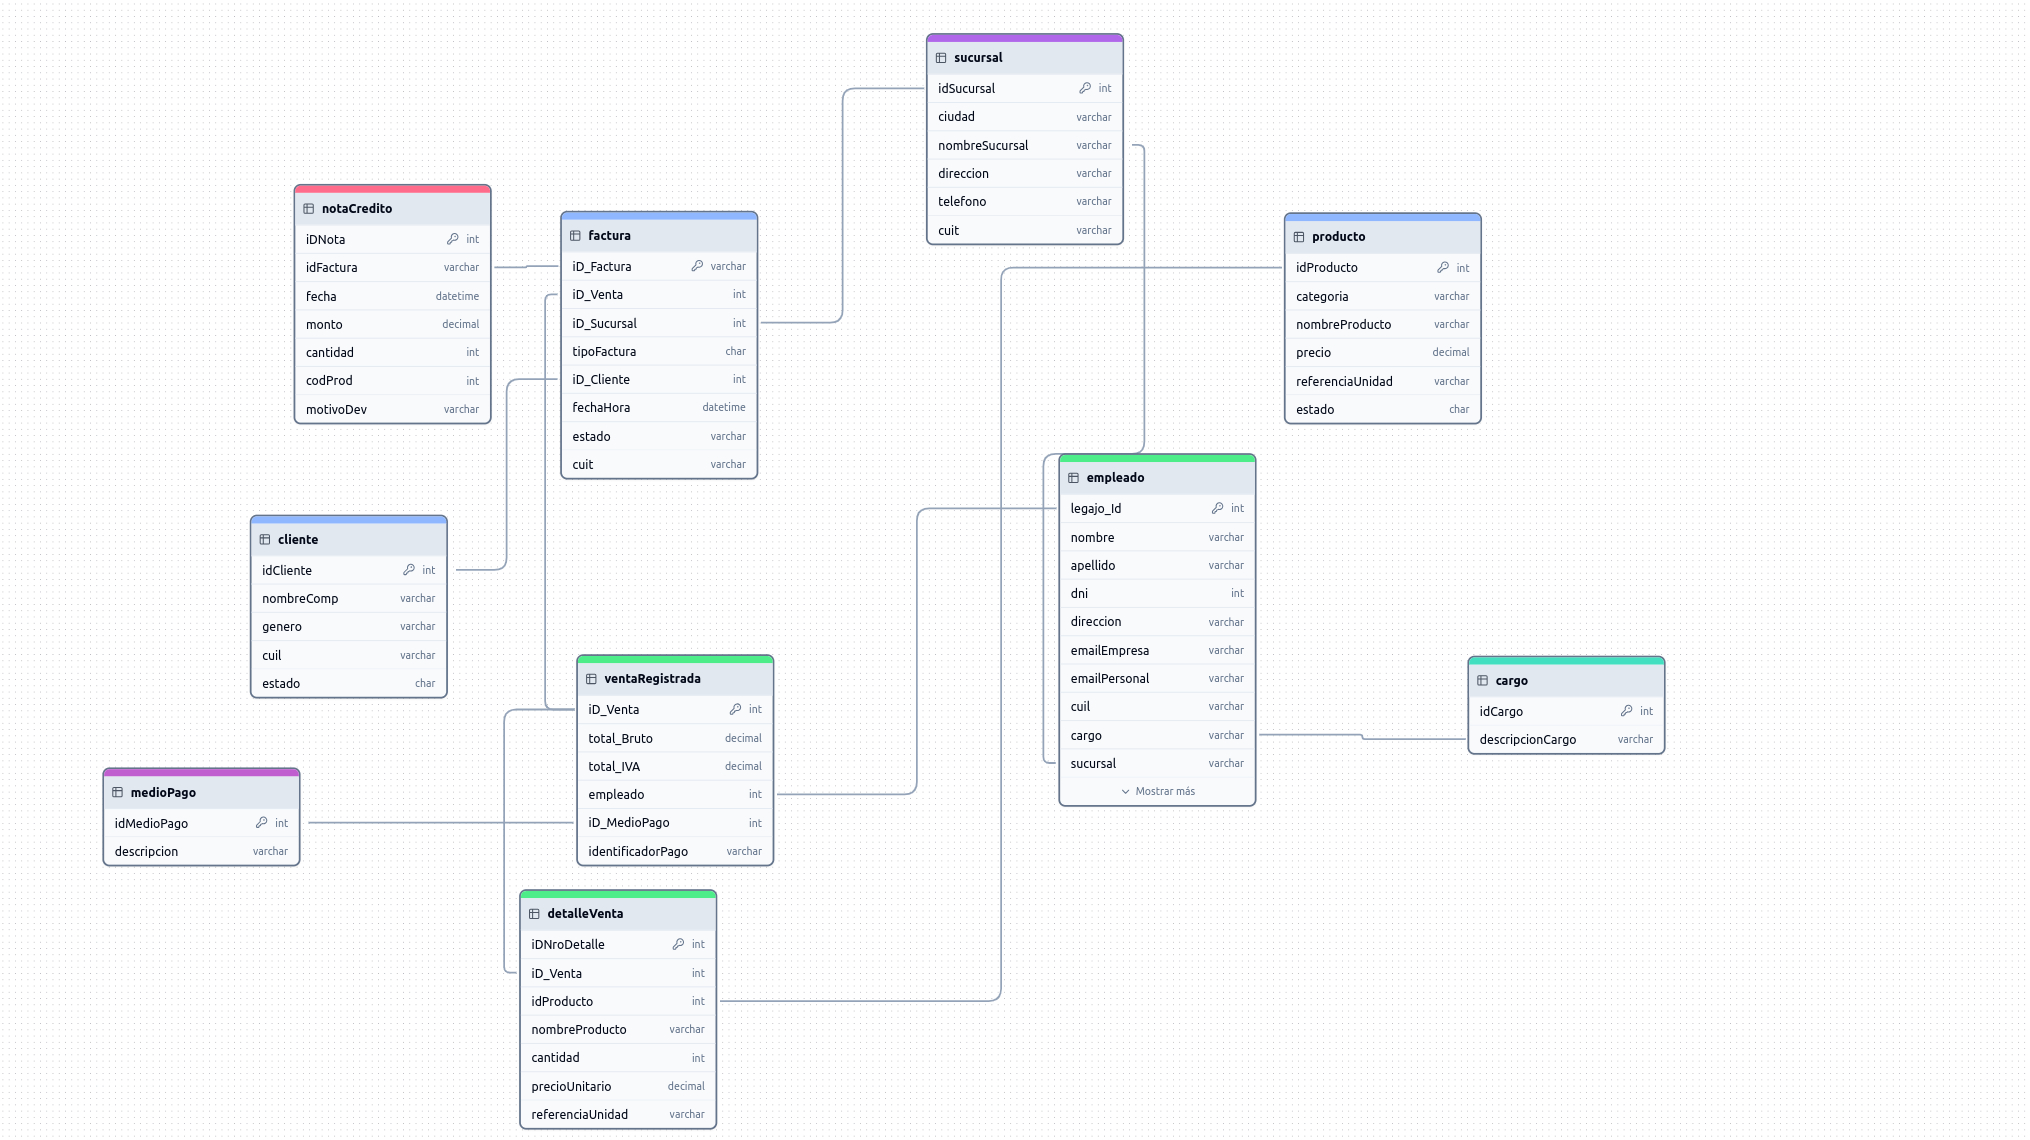 sucursal
idSucursal int
ciudad varchar
nombreSucursal varchar
direccion varchar
telefono varchar
cuit varchar
notaCredito
iDNota int
idFactura varchar
fecha datetime
monto decimal
cantidad int
codProd int
motivoDev varchar
factura
iD_Factura varchar
iD_Venta int
iD_Sucursal int
tipoFactura char
iD_Cliente int
fechaHora datetime
estado varchar
cuit varchar
producto
idProducto int
categoria varchar
nombreProducto varchar
precio decimal
referenciaUnidad varchar
estado char
empleado
legajo_Id int
nombre varchar
apellido varchar
dni int
direccion varchar
emailEmpresa varchar
emailPersonal varchar
cuil varchar
cargo varchar
sucursal varchar
Mostrar más
cliente
idCliente int
nombreComp varchar
genero varchar
cuil varchar
estado char
ventaRegistrada
iD_Venta int
total_Bruto decimal
total_IVA decimal
empleado int
iD_MedioPago int
identificadorPago varchar
cargo
idCargo int
descripcionCargo varchar
medioPago
idMedioPago int
descripcion varchar
detalleVenta
iDNroDetalle int
iD_Venta int
idProducto int
nombreProducto varchar
cantidad int
precioUnitario decimal
referenciaUnidad varchar